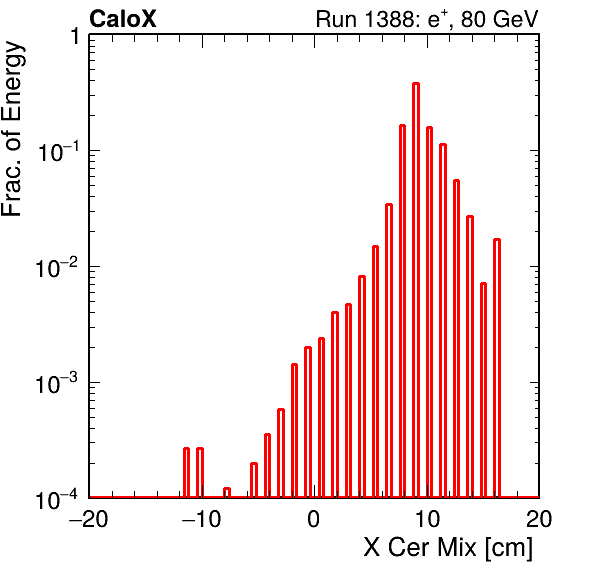 CaloX Run 1388: e⁺, 80 GeV
Frac. of Energy
1
10⁻¹
10⁻²
10⁻³
10⁻⁴
−20 −10 0 10 20
X Cer Mix [cm]